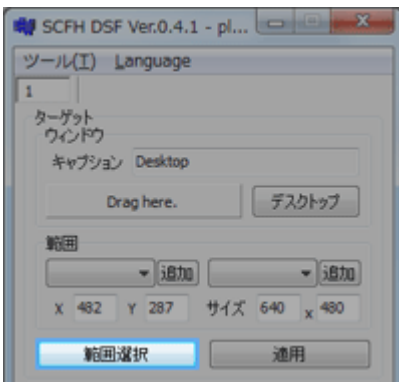 SCFH DSF Ver.0.4.1 - pl...
ツール(T) Language
1
ターゲット
ウィンドウ
キャプション Desktop
Drag here. デスクトップ
範囲
追加 追加
X 482 Y 287 サイズ 640 x 480
範囲選択 適用